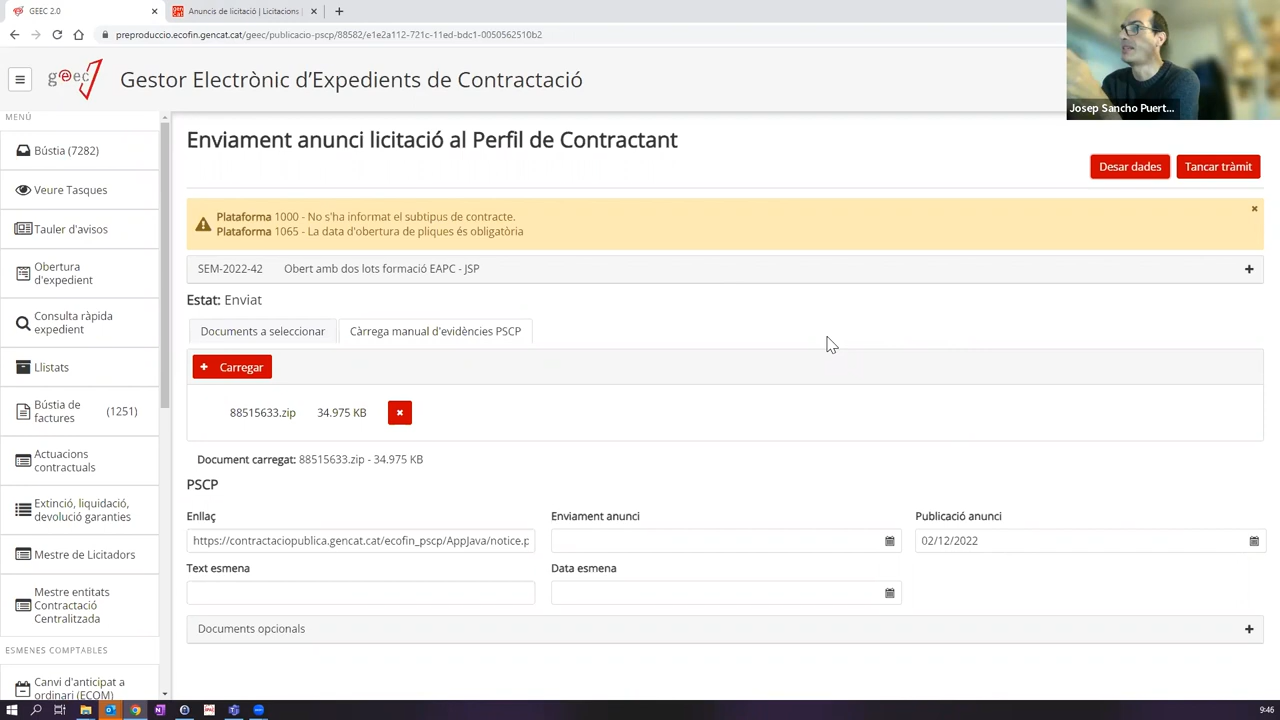 GEEC 2.0
Anuncis de licitació | Licitacions
preproduccio.ecofin.gencat.cat/geec/publicacio-pscp/88582/e1e2a112-721c-11ed-bdc1-0050562510b2
geec
Gestor Electrònic d'Expedients de Contractació
Josep Sancho Puert...
MENÚ
Bústia (7282)
Veure Tasques
Tauler d'avisos
Obertura
d'expedient
Consulta ràpida
expedient
Llistats
Bústia de
factures
(1251)
Actuacions
contractuals
Extinció, liquidació,
devolució garanties
Mestre de Licitadors
Mestre entitats
Contractació
Centralitzada
ESMENES COMPTABLES
Canvi d'anticipat a
ordinari (ECOM)
Enviament anunci licitació al Perfil de Contractant
Desar dades
Tancar tràmit
Plataforma 1000 - No s'ha informat el subtipus de contracte.
Plataforma 1065 - La data d'obertura de pliques és obligatòria
SEM-2022-42 Obert amb dos lots formació EAPC - JSP
Estat: Enviat
Documents a seleccionar
Càrrega manual d'evidències PSCP
Carregar
88515633.zip 34.975 KB
Document carregat: 88515633.zip - 34.975 KB
PSCP
Enllaç
Enviament anunci
Publicació anunci
https://contractaciopublica.gencat.cat/ecofin_pscp/AppJava/notice.p
02/12/2022
Text esmena
Data esmena
Documents opcionals
9:46